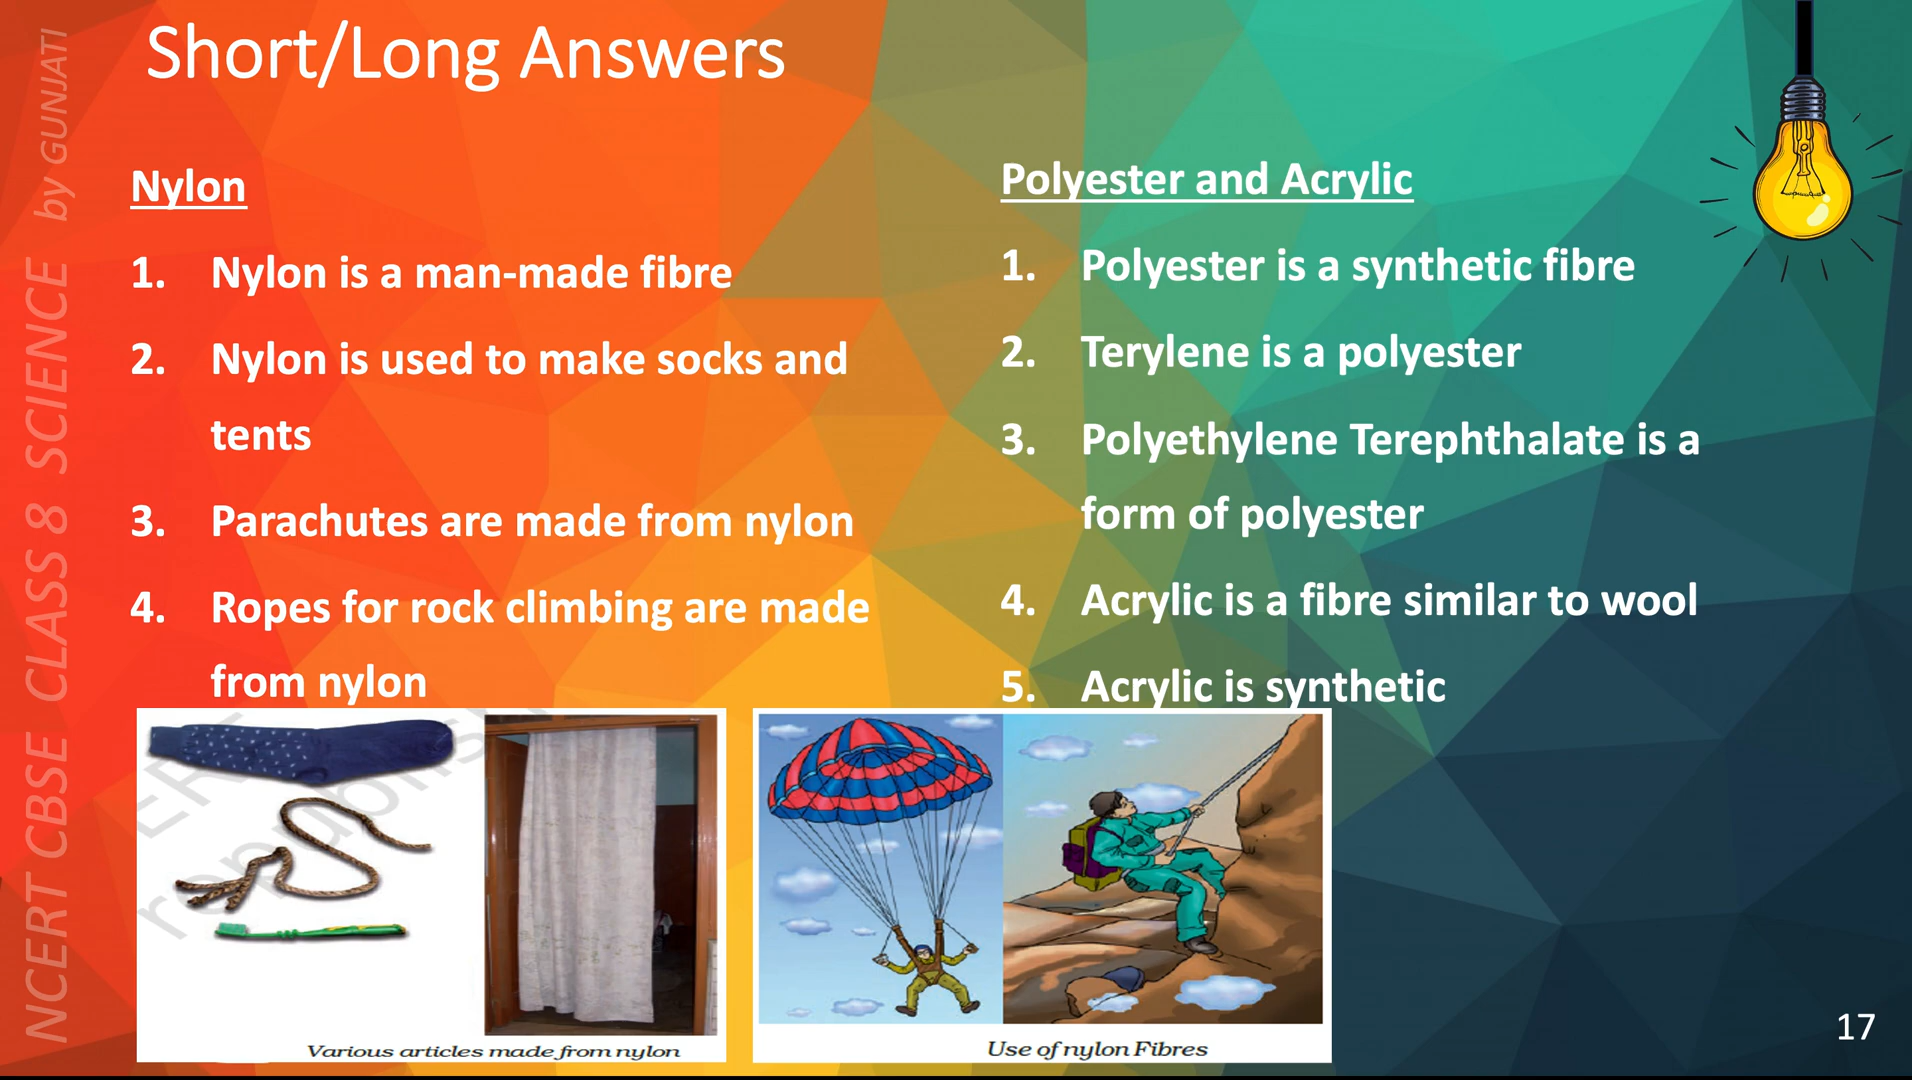 Short/Long Answers
NCERT CBSE CLASS 8 SCIENCE by GUNJATI
Nylon
1. Nylon is a man-made fibre
2. Nylon is used to make socks and
tents
3. Parachutes are made from nylon
4. Ropes for rock climbing are made
from nylon
Polyester and Acrylic
1. Polyester is a synthetic fibre
2. Terylene is a polyester
3. Polyethylene Terephthalate is a
form of polyester
4. Acrylic is a fibre similar to wool
5. Acrylic is synthetic
Various articles made from nylon
Use of nylon Fibres
17